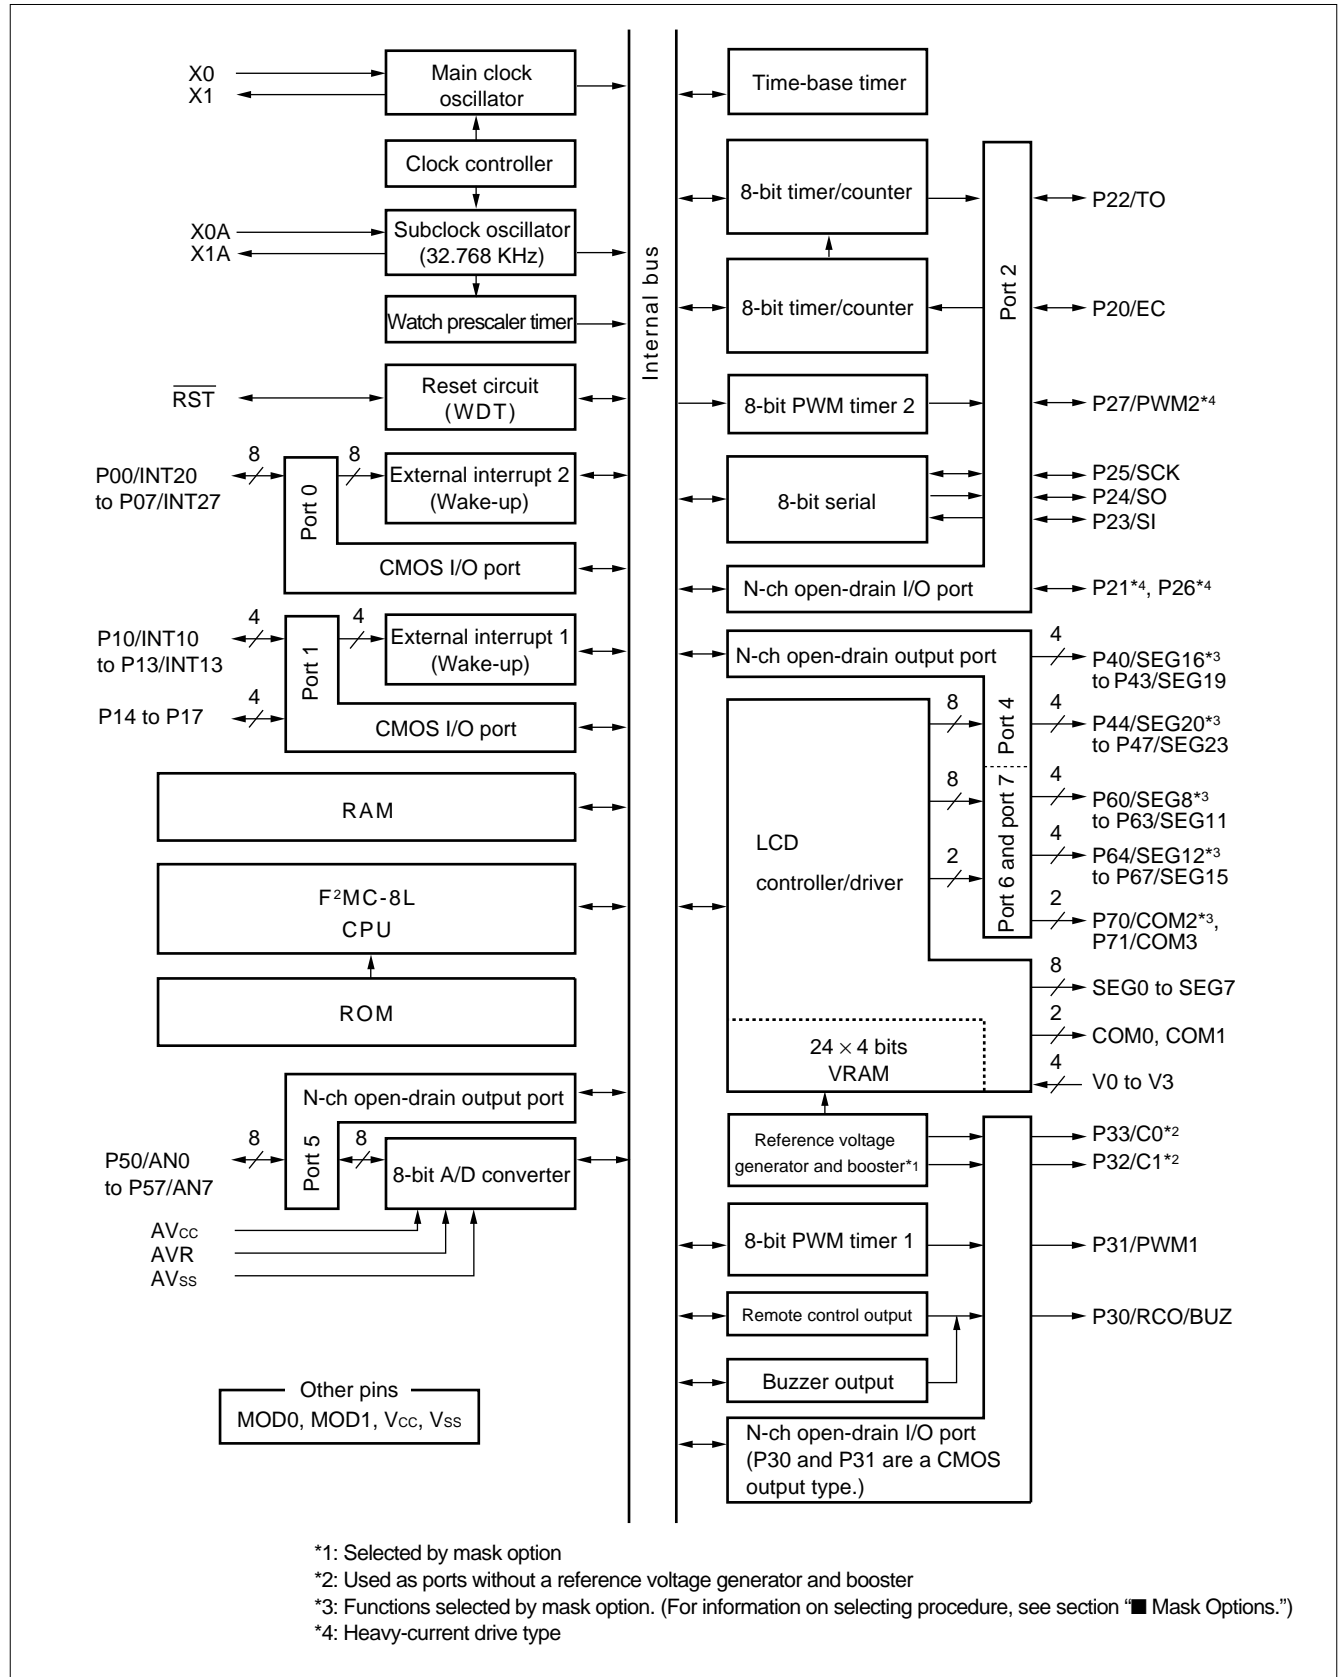 X0
X1
Main clock
oscillator
Clock controller
X0A
X1A
Subclock oscillator
(32.768 KHz)
Watch prescaler timer
RST
Reset circuit
(WDT)
P00/INT20
to P07/INT27
8
8
Port 0
External interrupt 2
(Wake-up)
CMOS I/O port
P10/INT10
to P13/INT13
4
4
Port 1
External interrupt 1
(Wake-up)
P14 to P17
4
CMOS I/O port
RAM
F²MC-8L
CPU
ROM
N-ch open-drain output port
P50/AN0
to P57/AN7
8
8
Port 5
8-bit A/D converter
AVCC
AVR
AVSS
Other pins
MOD0, MOD1, VCC, VSS
Internal bus
Time-base timer
8-bit timer/counter
Port 2
P22/TO
8-bit timer/counter
P20/EC
8-bit PWM timer 2
P27/PWM2*4
8-bit serial
P25/SCK
P24/SO
P23/SI
N-ch open-drain I/O port
P21*4, P26*4
N-ch open-drain output port
4
P40/SEG16*3
to P43/SEG19
LCD
controller/driver
8
Port 4
4
P44/SEG20*3
to P47/SEG23
8
Port 6 and port 7
4
P60/SEG8*3
to P63/SEG11
2
4
P64/SEG12*3
to P67/SEG15
2
P70/COM2*3,
P71/COM3
8
SEG0 to SEG7
2
COM0, COM1
24 × 4 bits
VRAM
4
V0 to V3
Reference voltage
generator and booster*1
P33/C0*2
P32/C1*2
8-bit PWM timer 1
P31/PWM1
Remote control output
P30/RCO/BUZ
Buzzer output
N-ch open-drain I/O port
(P30 and P31 are a CMOS
output type.)
*1: Selected by mask option
*2: Used as ports without a reference voltage generator and booster
*3: Functions selected by mask option. (For information on selecting procedure, see section “■ Mask Options.”)
*4: Heavy-current drive type